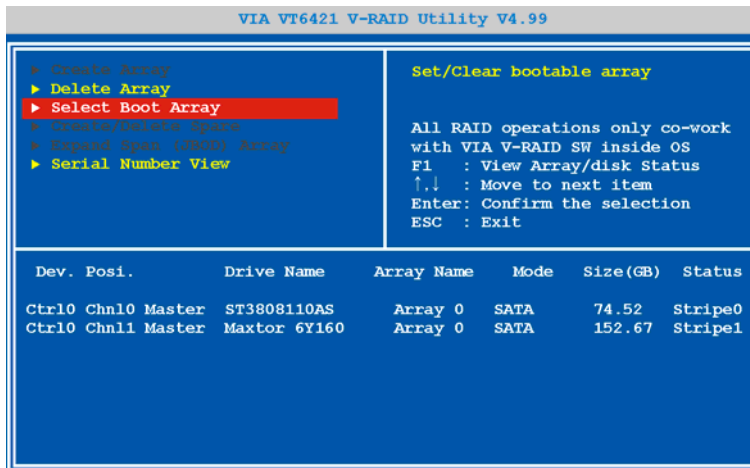 VIA VT6421 V-RAID Utility V4.99
▶ Create Array
▶ Delete Array
▶ Select Boot Array
▶ Create/Delete Spare
▶ Expand Span (JBOD) Array
▶ Serial Number View
Set/Clear bootable array
All RAID operations only co-work
with VIA V-RAID SW inside OS
F1 : View Array/disk Status
↑,↓ : Move to next item
Enter: Confirm the selection
ESC : Exit
Dev. Posi. Drive Name Array Name Mode Size(GB) Status
Ctrl0 Chnl0 Master ST3808110AS Array 0 SATA 74.52 Stripe0
Ctrl0 Chnl1 Master Maxtor 6Y160 Array 0 SATA 152.67 Stripe1